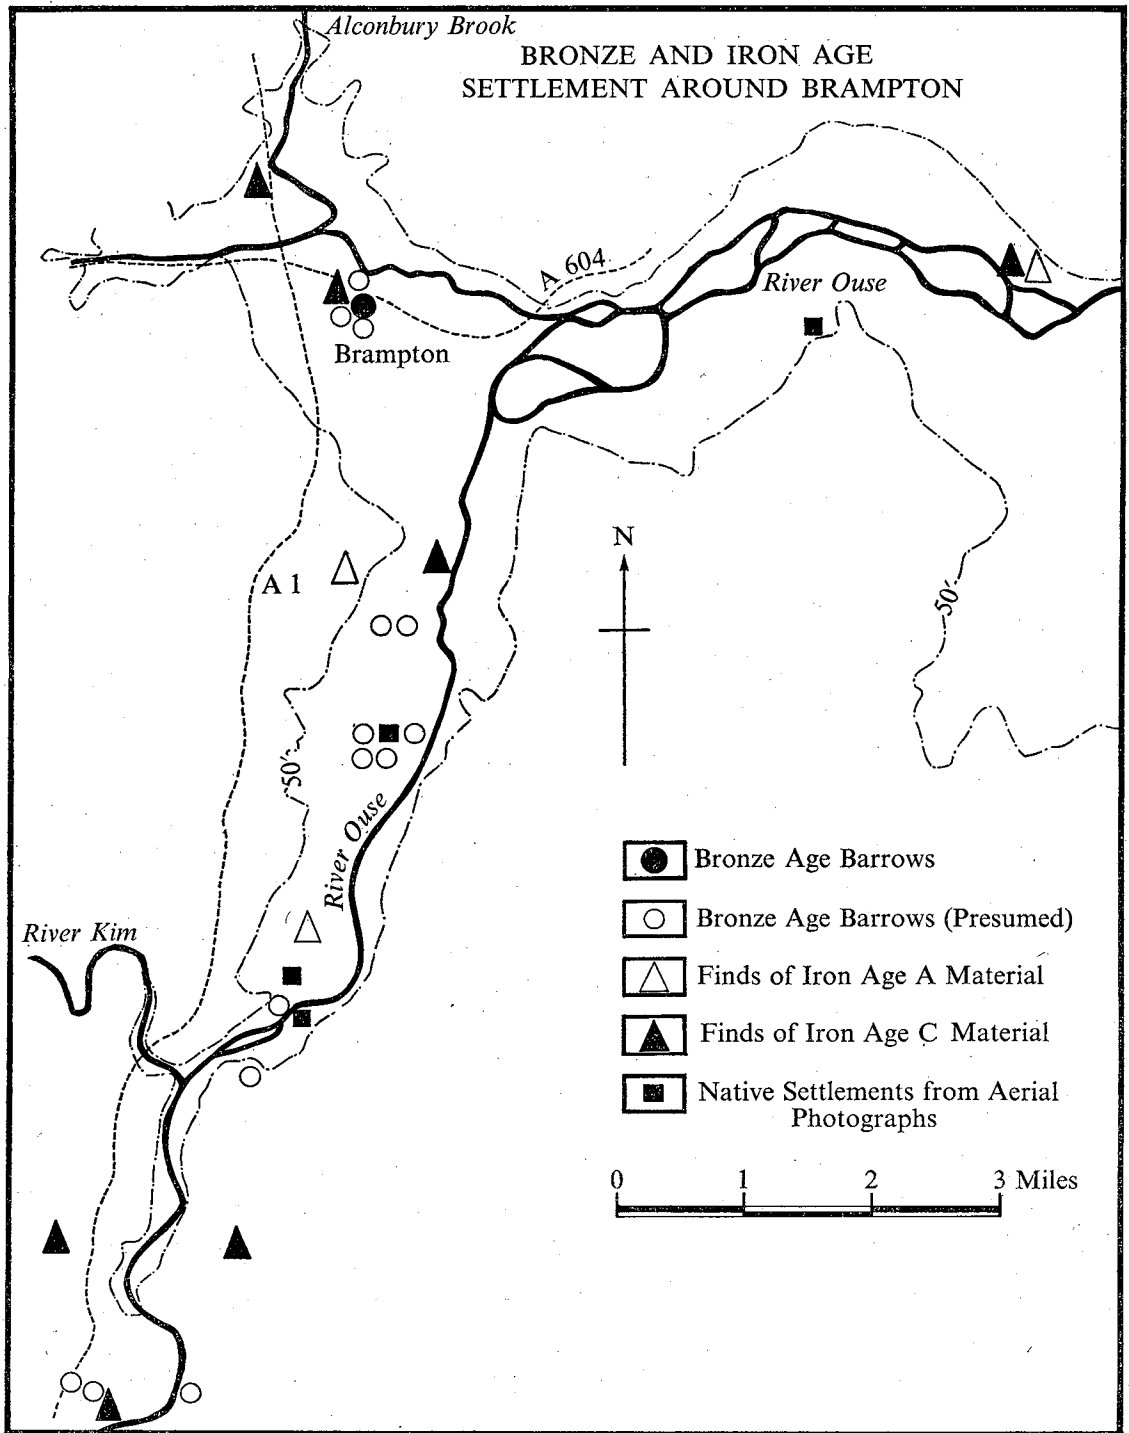 Alconbury Brook
BRONZE AND IRON AGE
SETTLEMENT AROUND BRAMPTON
A 604
River Ouse
Brampton
N
A 1
50'
50'
River Ouse
River Kim
Bronze Age Barrows
Bronze Age Barrows (Presumed)
Finds of Iron Age A Material
Finds of Iron Age C Material
Native Settlements from Aerial
Photographs
0 1 2 3 Miles